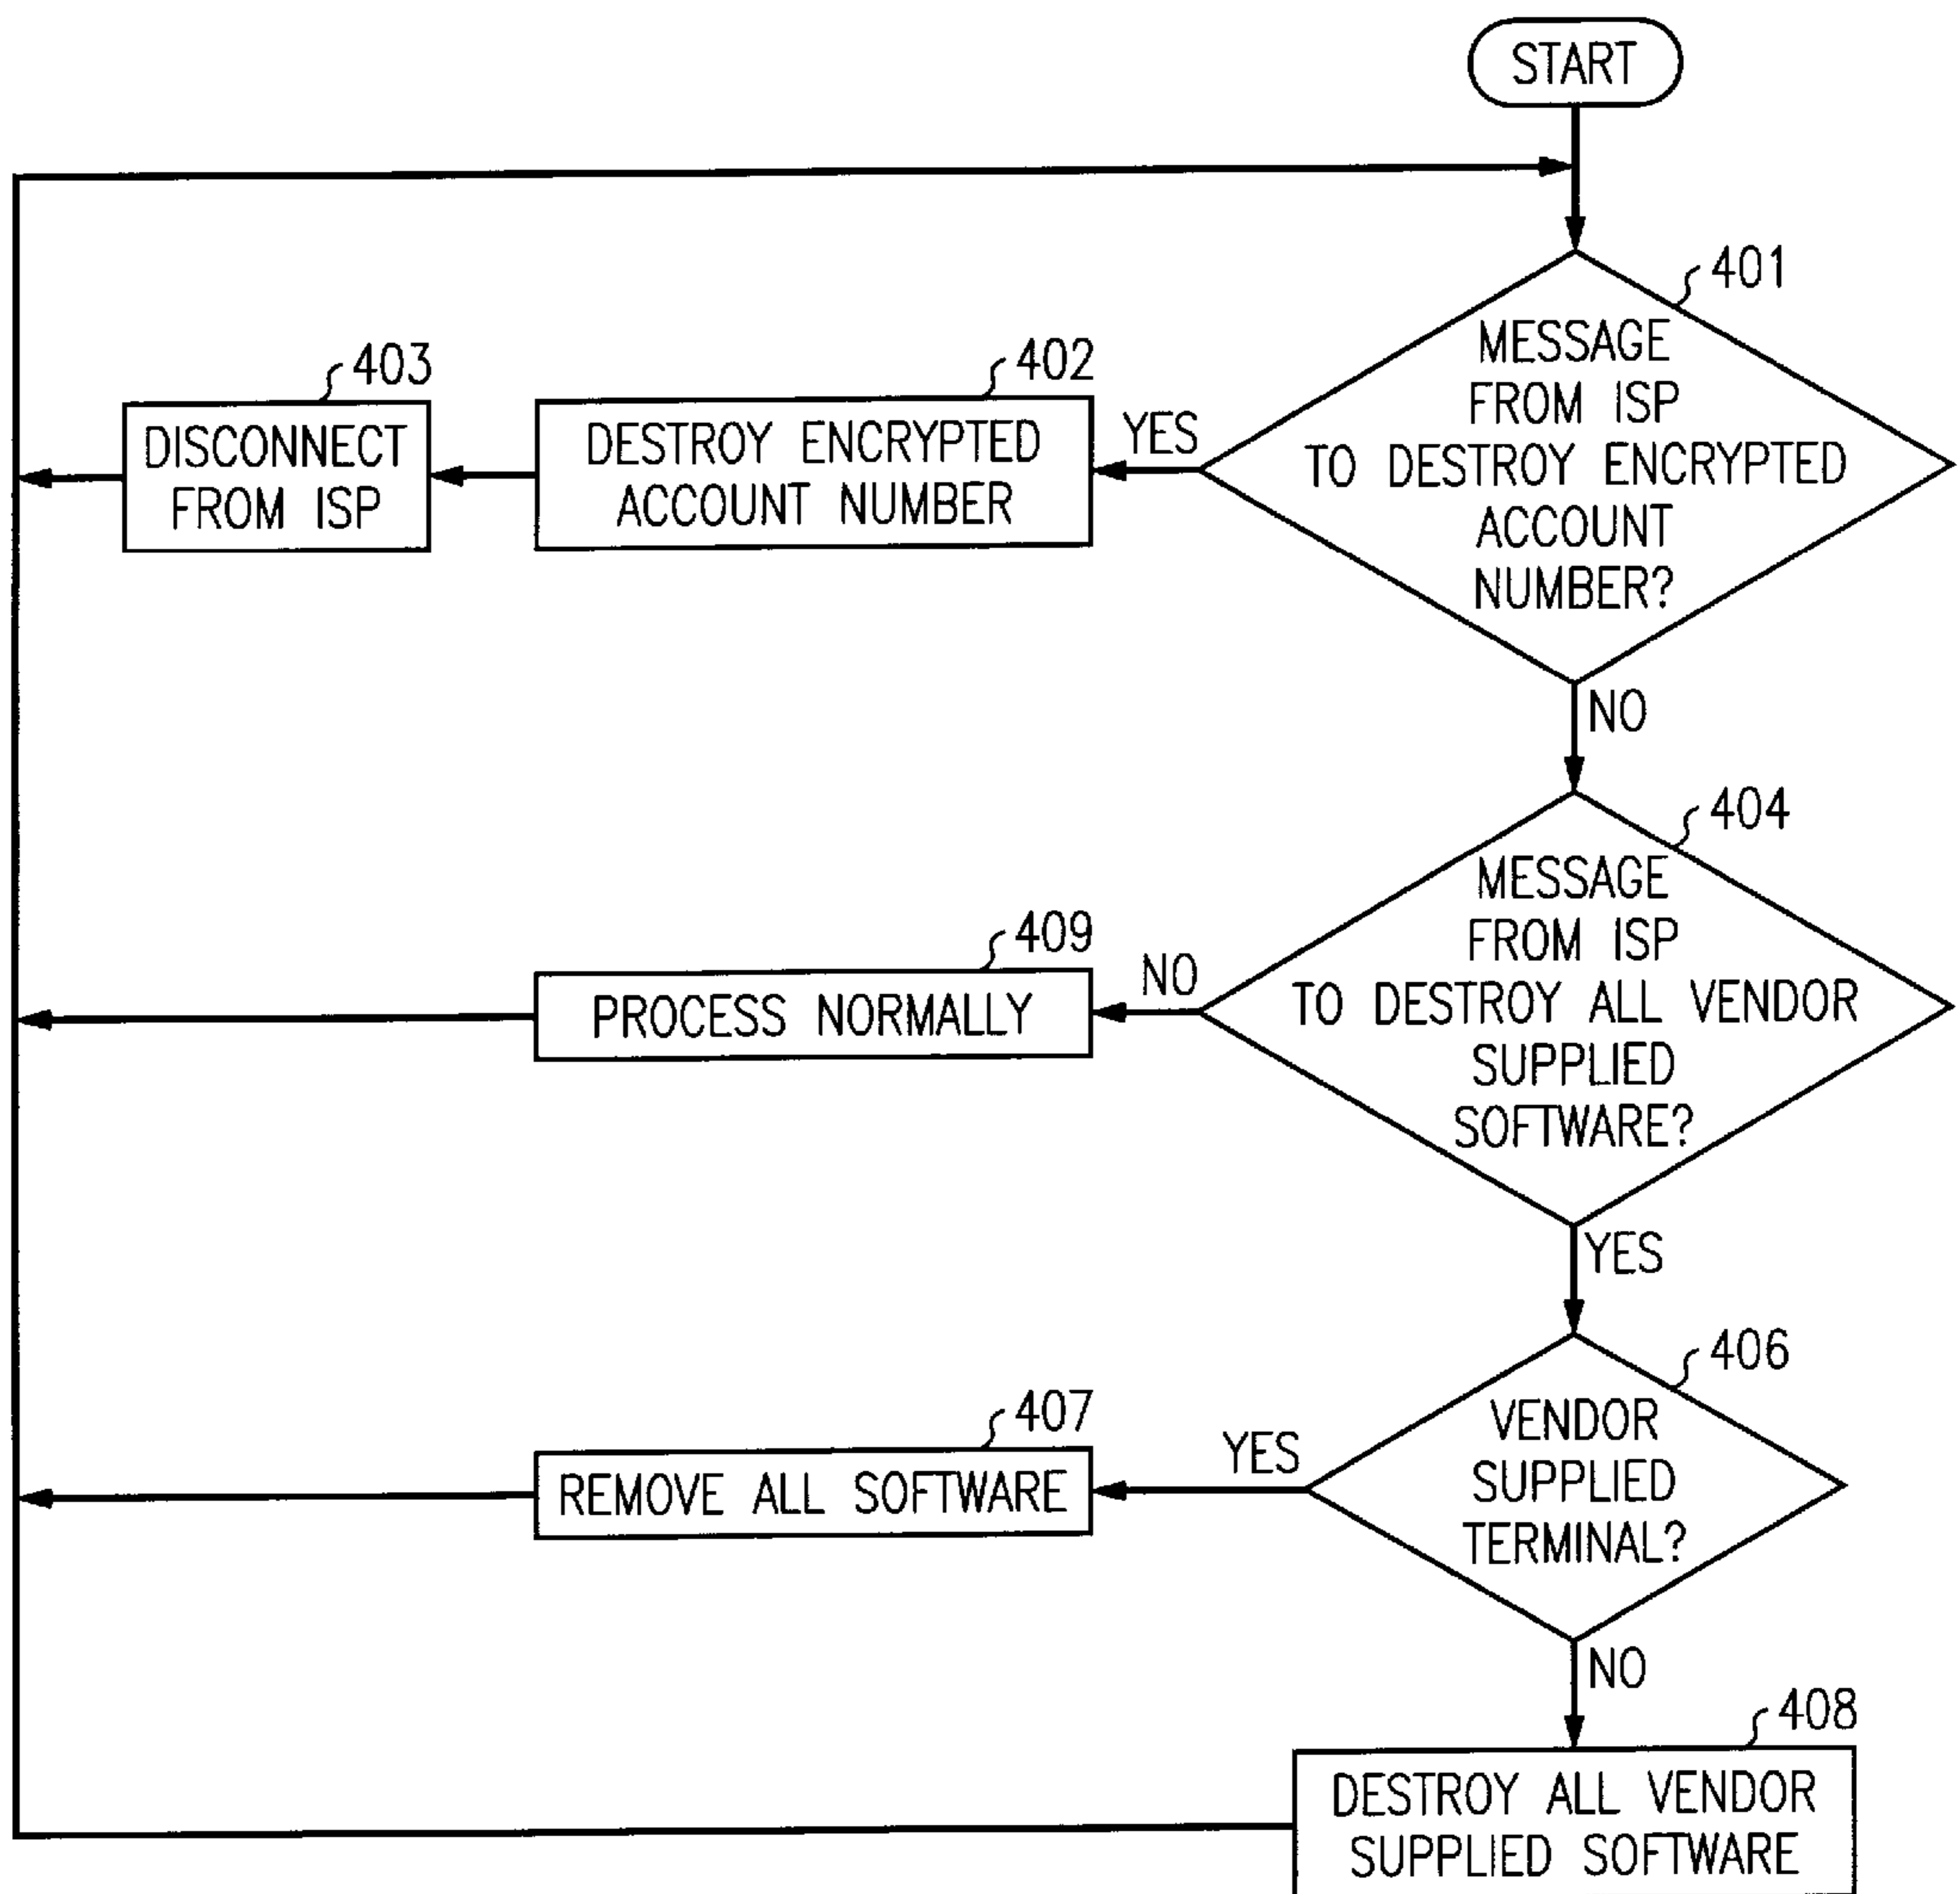 START
401
MESSAGE
FROM ISP
TO DESTROY ENCRYPTED
ACCOUNT
NUMBER?
YES
402
DESTROY ENCRYPTED
ACCOUNT NUMBER
403
DISCONNECT
FROM ISP
NO
404
MESSAGE
FROM ISP
TO DESTROY ALL VENDOR
SUPPLIED
SOFTWARE?
NO
409
PROCESS NORMALLY
YES
406
VENDOR
SUPPLIED
TERMINAL?
YES
407
REMOVE ALL SOFTWARE
NO
408
DESTROY ALL VENDOR
SUPPLIED SOFTWARE